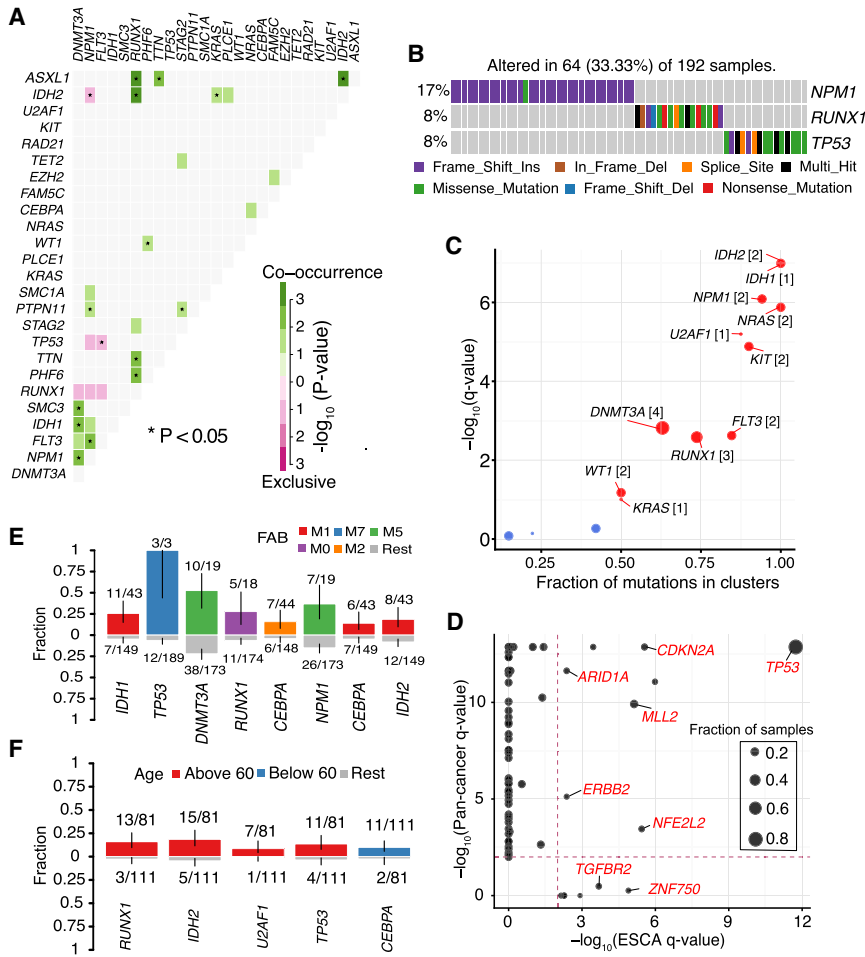 A
DNMT3A
NPM1
FLT3
IDH1
SMC3
RUNX1
PHF6
TTN
TP53
STAG2
PTPN11
SMC1A
KRAS
PLCE1
WT1
NRAS
CEBPA
FAM5C
EZH2
TET2
RAD21
KIT
U2AF1
IDH2
ASXL1
ASXL1
IDH2
U2AF1
KIT
RAD21
TET2
EZH2
FAM5C
CEBPA
NRAS
WT1
PLCE1
KRAS
SMC1A
PTPN11
STAG2
TP53
TTN
PHF6
RUNX1
SMC3
IDH1
FLT3
NPM1
DNMT3A
Co−occurrence
3
2
1
0
1
2
3
−log10 (P-value)
Exclusive
* P < 0.05
B
Altered in 64 (33.33%) of 192 samples.
17% NPM1
8% RUNX1
8% TP53
Frame_Shift_Ins In_Frame_Del Splice_Site Multi_Hit
Missense_Mutation Frame_Shift_Del Nonsense_Mutation
C
IDH2 [2]
IDH1 [1]
NPM1 [2]
NRAS [2]
U2AF1 [1]
KIT [2]
DNMT3A [4]
FLT3 [2]
RUNX1 [3]
WT1 [2]
KRAS [1]
6
4
2
0
−log10(q-value)
0.25 0.50 0.75 1.00
Fraction of mutations in clusters
E
FAB M1 M7 M5
M0 M2 Rest
1
0.75
0.5
0.25
0
0.25
0.5
0.75
1
Fraction
11/43 3/3 10/19 5/18 7/44 7/19 6/43 8/43
7/149 12/189 38/173 11/174 6/148 26/173 7/149 12/149
IDH1 TP53 DNMT3A RUNX1 CEBPA NPM1 CEBPA IDH2
D
CDKN2A
TP53
ARID1A
MLL2
ERBB2
NFE2L2
TGFBR2
ZNF750
Fraction of samples
0.2
0.4
0.6
0.8
10
5
0
−log10(Pan-cancer q-value)
0 3 6 9 12
−log10(ESCA q-value)
F
Age Above 60 Below 60 Rest
1
0.75
0.5
0.25
0
0.25
0.5
0.75
1
Fraction
13/81 15/81 7/81 11/81 11/111
3/111 5/111 1/111 4/111 2/81
RUNX1 IDH2 U2AF1 TP53 CEBPA